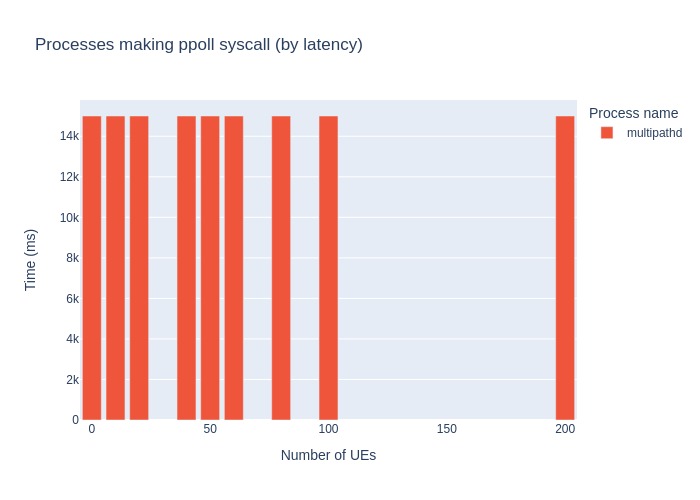 Processes making ppoll syscall (by latency)
Process name
multipathd
14k
12k
10k
8k
6k
4k
2k
0
Time (ms)
0 50 100 150 200
Number of UEs